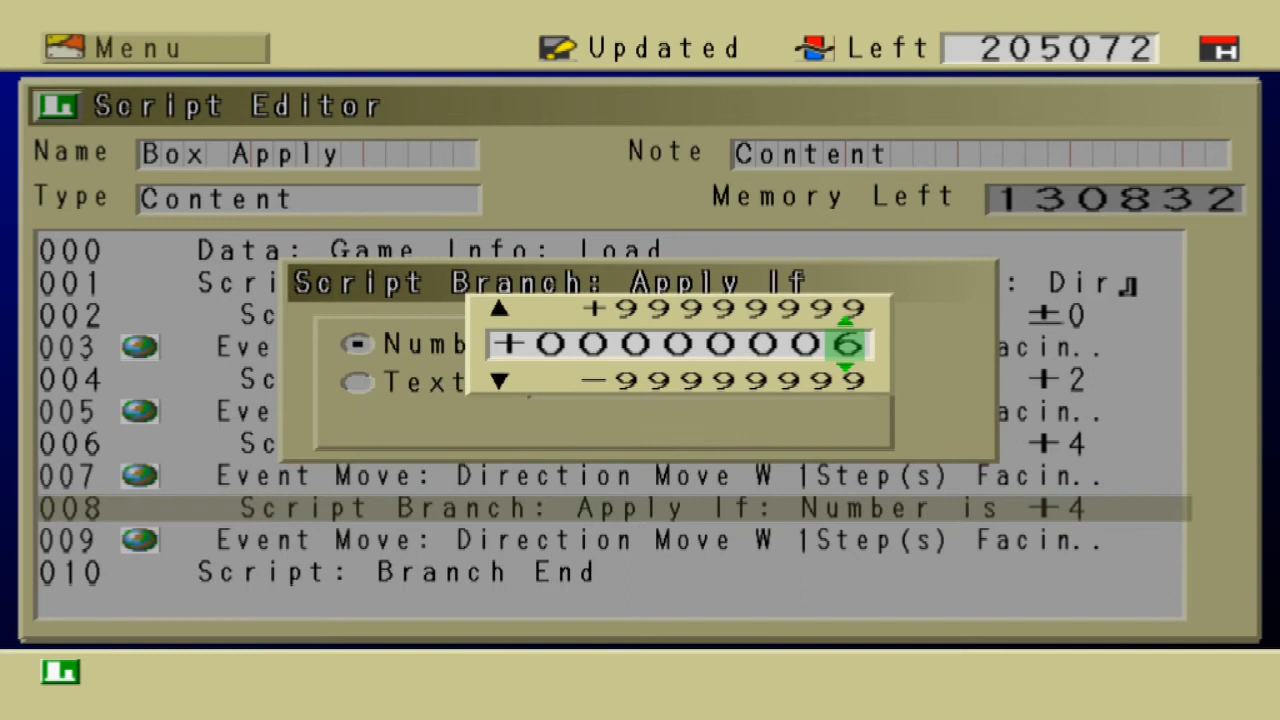 Menu Updated Left 205072
Script Editor
Name Box Apply Note Content
Type Content Memory Left 130832
000 Data: Game Info: Load
001 Scri : Dir
Script Branch: Apply If
002 Sc ±0
▲ +99999999
003 Eve acin..
Numb +00000006
004 Sc +2
Text ▼ -99999999
005 Eve acin..
006 Sc +4
007 Event Move: Direction Move W 1Step(s) Facin..
008 Script Branch: Apply If: Number is +4
009 Event Move: Direction Move W 1Step(s) Facin..
010 Script: Branch End